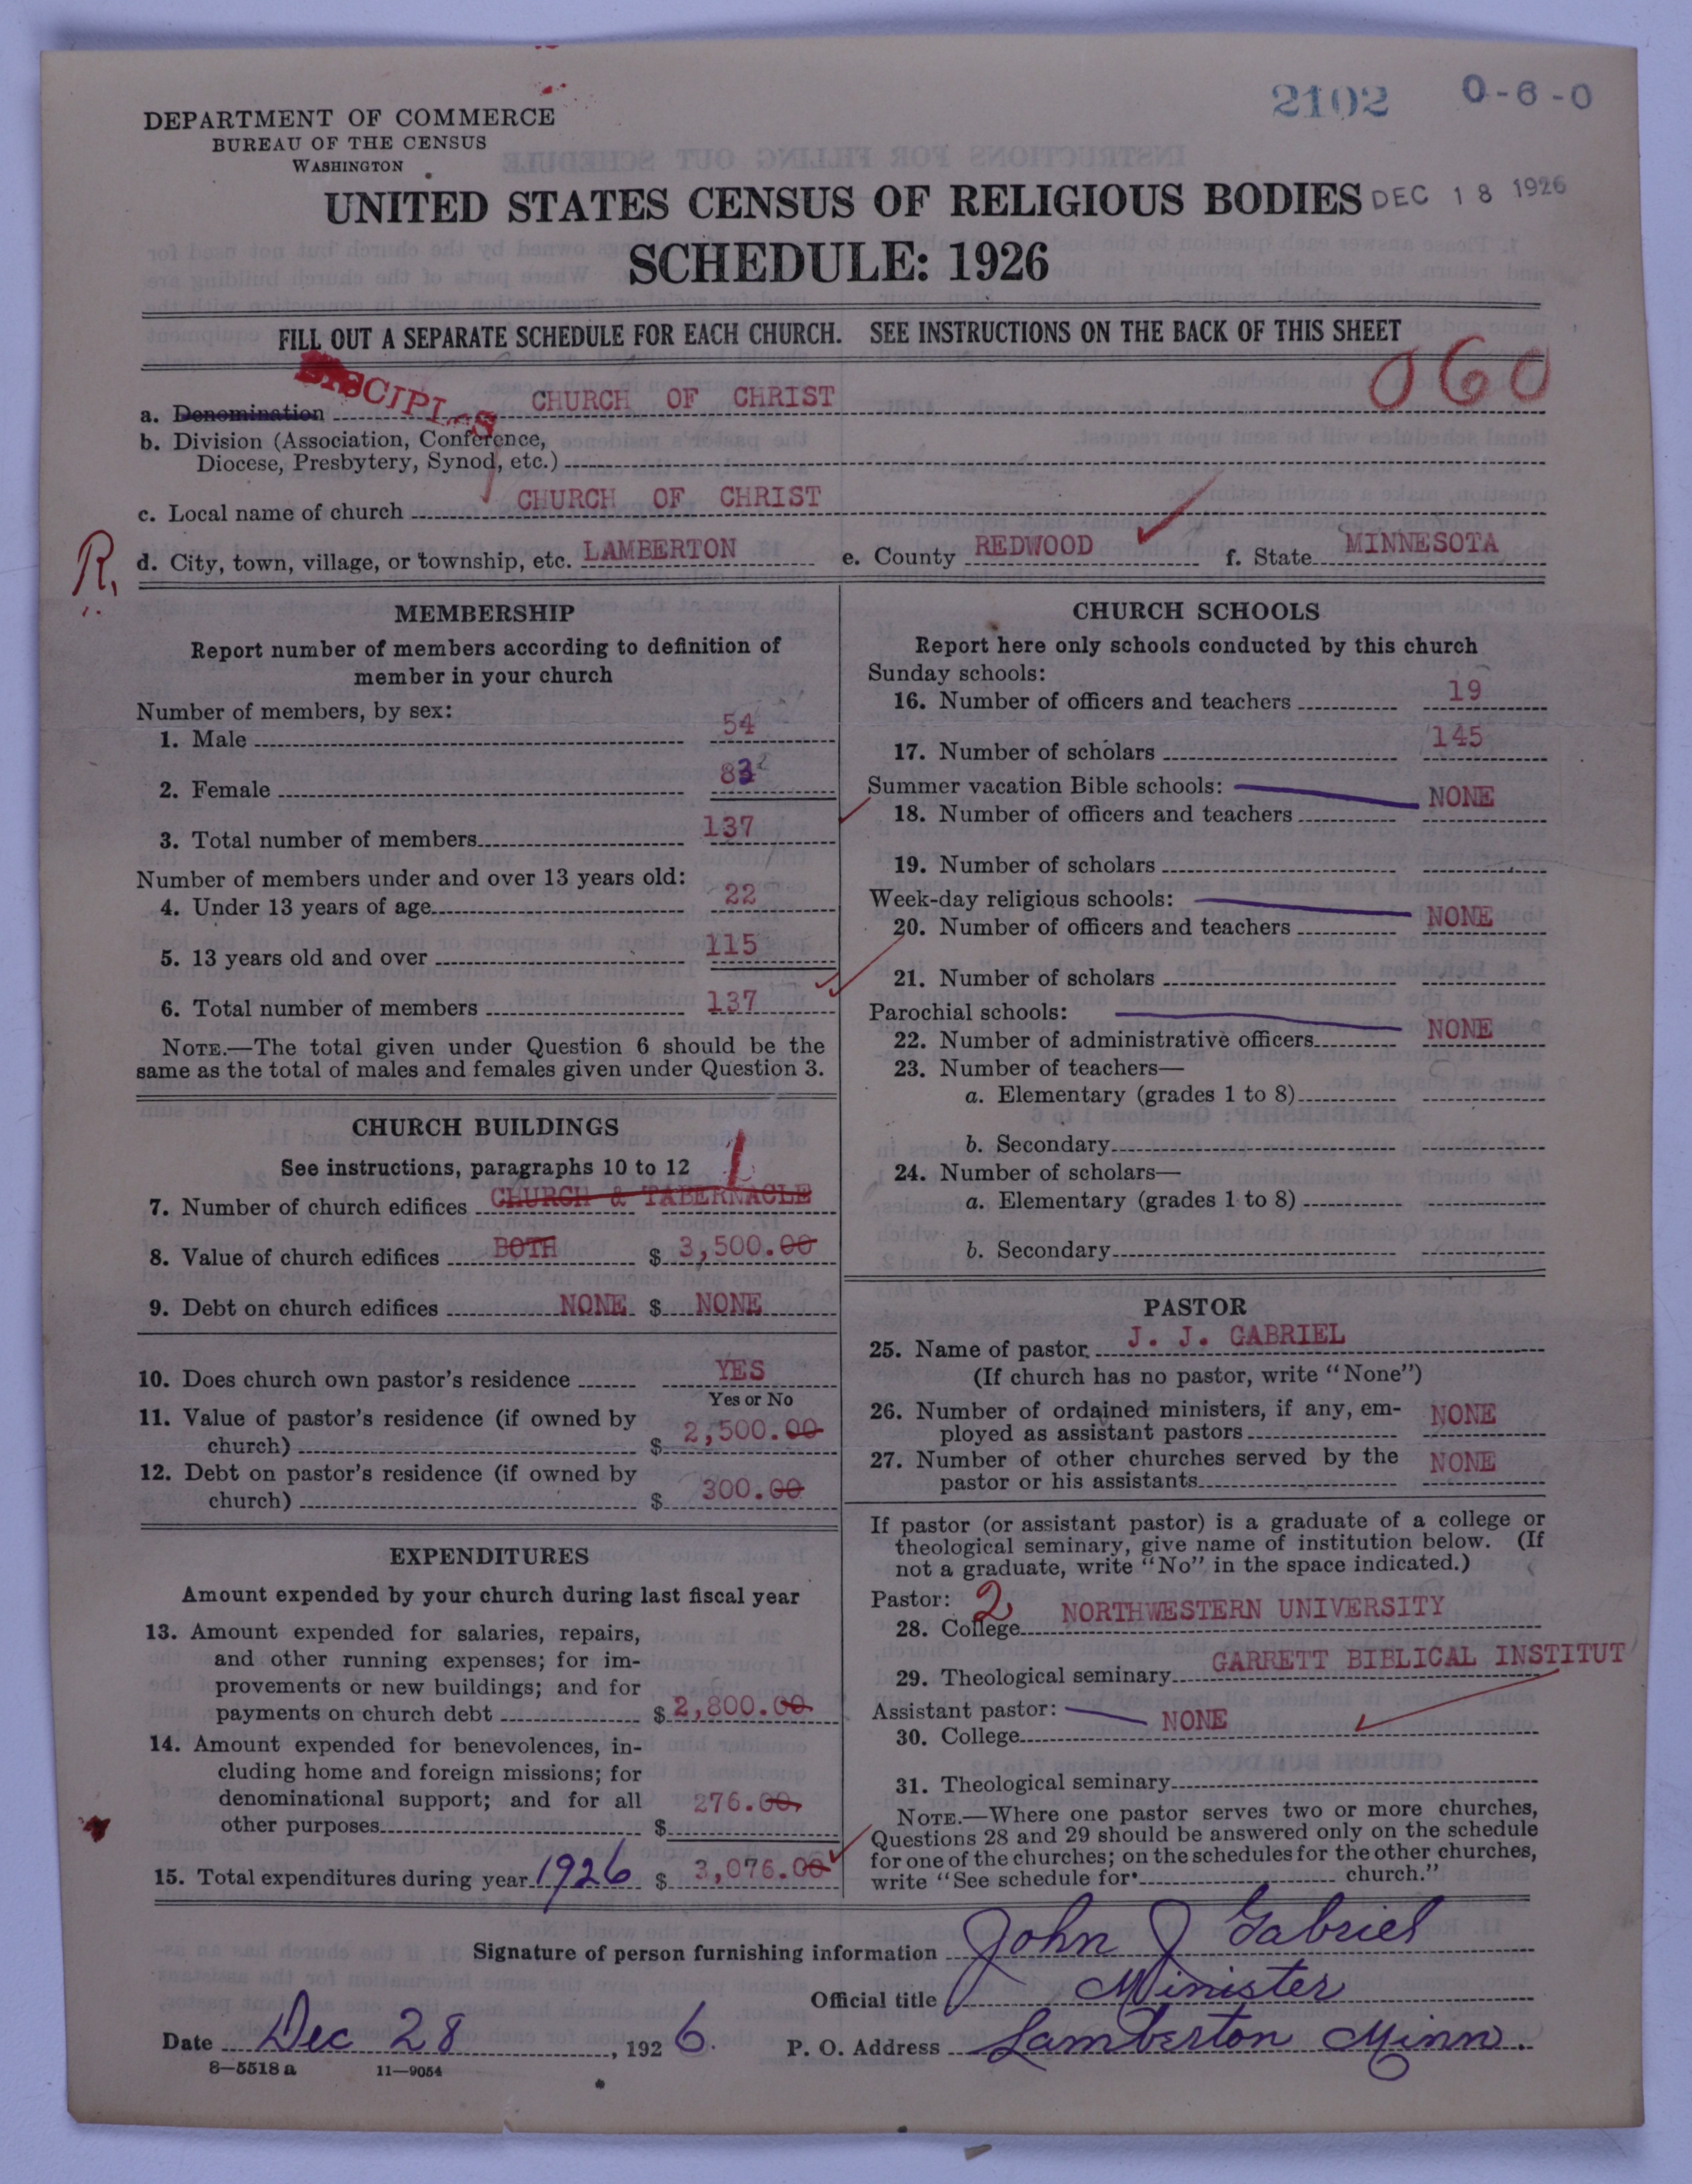 2102 0-6-0
DEPARTMENT OF COMMERCE
BUREAU OF THE CENSUS
WASHINGTON
UNITED STATES CENSUS OF RELIGIOUS BODIES DEC 18 1926
SCHEDULE: 1926
FILL OUT A SEPARATE SCHEDULE FOR EACH CHURCH. SEE INSTRUCTIONS ON THE BACK OF THIS SHEET
060
a. Denomination DISCIPLES CHURCH OF CHRIST
b. Division (Association, Conference,
Diocese, Presbytery, Synod, etc.)
c. Local name of church CHURCH OF CHRIST
R. d. City, town, village, or township, etc. LAMBERTON e. County REDWOOD f. State MINNESOTA
MEMBERSHIP
Report number of members according to definition of
member in your church
Number of members, by sex:
1. Male 54
2. Female 83
3. Total number of members 137
Number of members under and over 13 years old:
4. Under 13 years of age 22
5. 13 years old and over 115
6. Total number of members 137
NOTE.—The total given under Question 6 should be the
same as the total of males and females given under Question 3.
CHURCH BUILDINGS
See instructions, paragraphs 10 to 12 1
7. Number of church edifices CHURCH & TABERNACLE
8. Value of church edifices BOTH $ 3,500.00
9. Debt on church edifices NONE $ NONE
10. Does church own pastor's residence YES
Yes or No
11. Value of pastor's residence (if owned by
church) $ 2,500.00
12. Debt on pastor's residence (if owned by
church) $ 300.00
EXPENDITURES
Amount expended by your church during last fiscal year
13. Amount expended for salaries, repairs,
and other running expenses; for im-
provements or new buildings; and for
payments on church debt $ 2,800.00
14. Amount expended for benevolences, in-
cluding home and foreign missions; for
denominational support; and for all
other purposes $ 276.00
15. Total expenditures during year 1926 $ 3,076.00
CHURCH SCHOOLS
Report here only schools conducted by this church
Sunday schools:
16. Number of officers and teachers 19
17. Number of scholars 145
Summer vacation Bible schools: NONE
18. Number of officers and teachers
19. Number of scholars
Week-day religious schools: NONE
20. Number of officers and teachers
21. Number of scholars
Parochial schools: NONE
22. Number of administrative officers
23. Number of teachers—
a. Elementary (grades 1 to 8)
b. Secondary
24. Number of scholars—
a. Elementary (grades 1 to 8)
b. Secondary
PASTOR
25. Name of pastor J. J. GABRIEL
(If church has no pastor, write "None")
26. Number of ordained ministers, if any, em-
ployed as assistant pastors NONE
27. Number of other churches served by the
pastor or his assistants NONE
If pastor (or assistant pastor) is a graduate of a college or
theological seminary, give name of institution below. (If
not a graduate, write "No" in the space indicated.)
Pastor: 2
28. College NORTHWESTERN UNIVERSITY
29. Theological seminary GARRETT BIBLICAL INSTITUT
Assistant pastor: NONE
30. College
31. Theological seminary
NOTE.—Where one pastor serves two or more churches,
Questions 28 and 29 should be answered only on the schedule
for one of the churches; on the schedules for the other churches,
write "See schedule for church."
Signature of person furnishing information John J Gabriel
Official title Minister
Date Dec 28, 1926. P. O. Address Lamberton Minn.
8—5518 a 11—9054